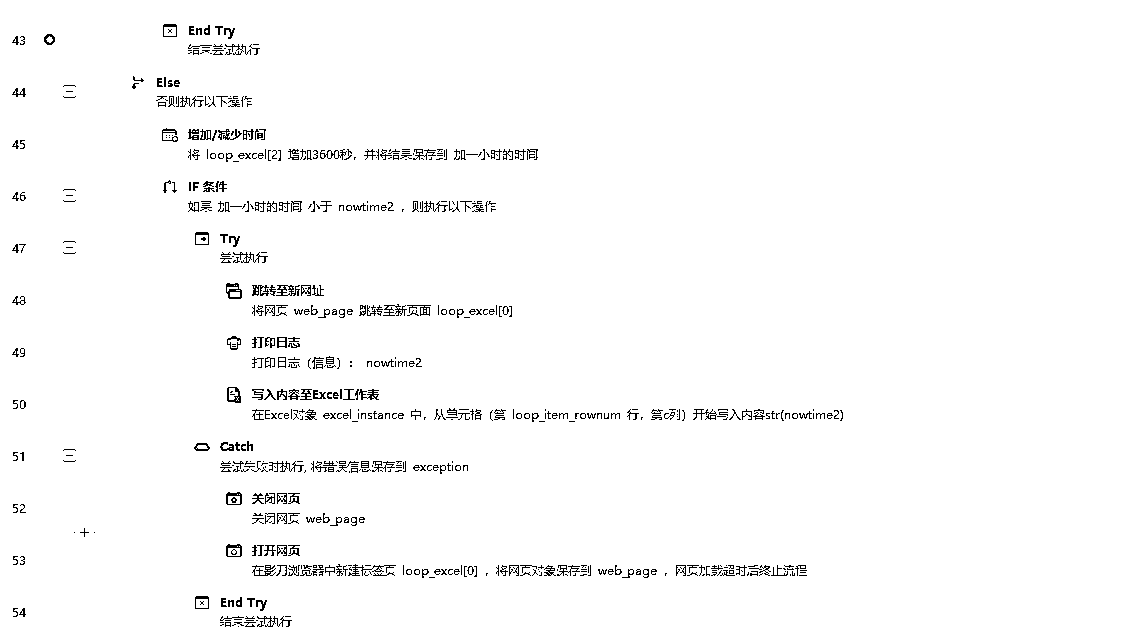 43 End Try
结束尝试执行
44 Else
否则执行以下操作
45 增加/减少时间
将 loop_excel[2] 增加3600秒，并将结果保存到 加一小时的时间
46 IF 条件
如果 加一小时的时间 小于 nowtime2 ，则执行以下操作
47 Try
尝试执行
48 跳转至新网址
将网页 web_page 跳转至新页面 loop_excel[0]
49 打印日志
打印日志（信息）： nowtime2
50 写入内容至Excel工作表
在Excel对象 excel_instance 中，从单元格（第 loop_item_rownum 行，第c列）开始写入内容str(nowtime2)
51 Catch
尝试失败时执行, 将错误信息保存到 exception
52 关闭网页
关闭网页 web_page
53 打开网页
在影刀浏览器中新建标签页 loop_excel[0] ，将网页对象保存到 web_page ，网页加载超时后终止流程
54 End Try
结束尝试执行